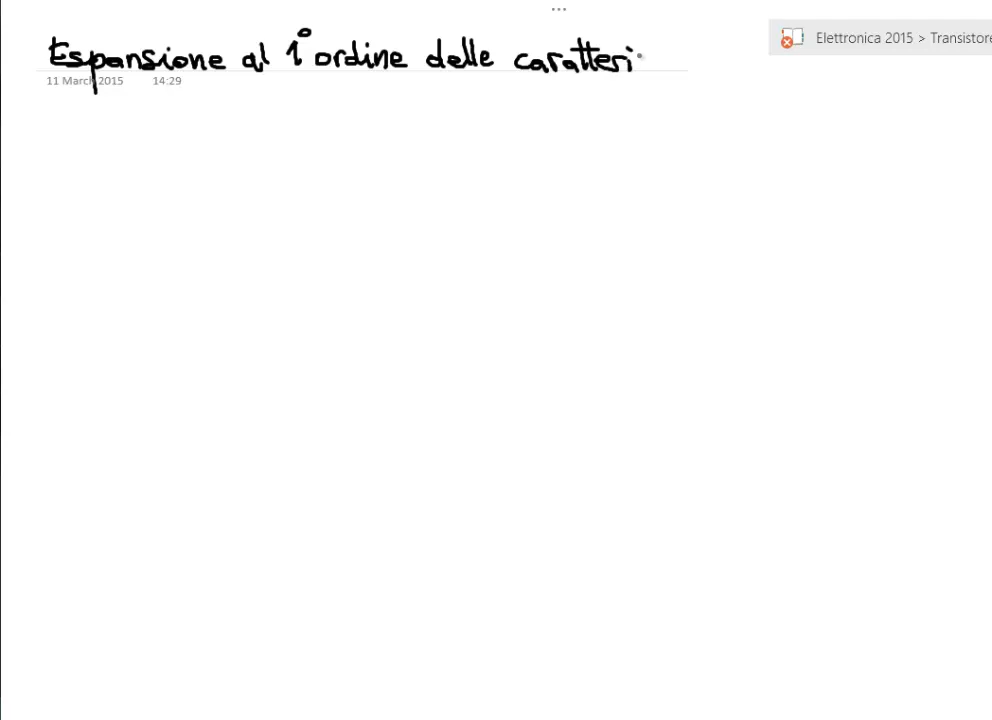 Espansione al 1° ordine delle caratteri
11 March 2015 14:29
Elettronica 2015 > Transistore